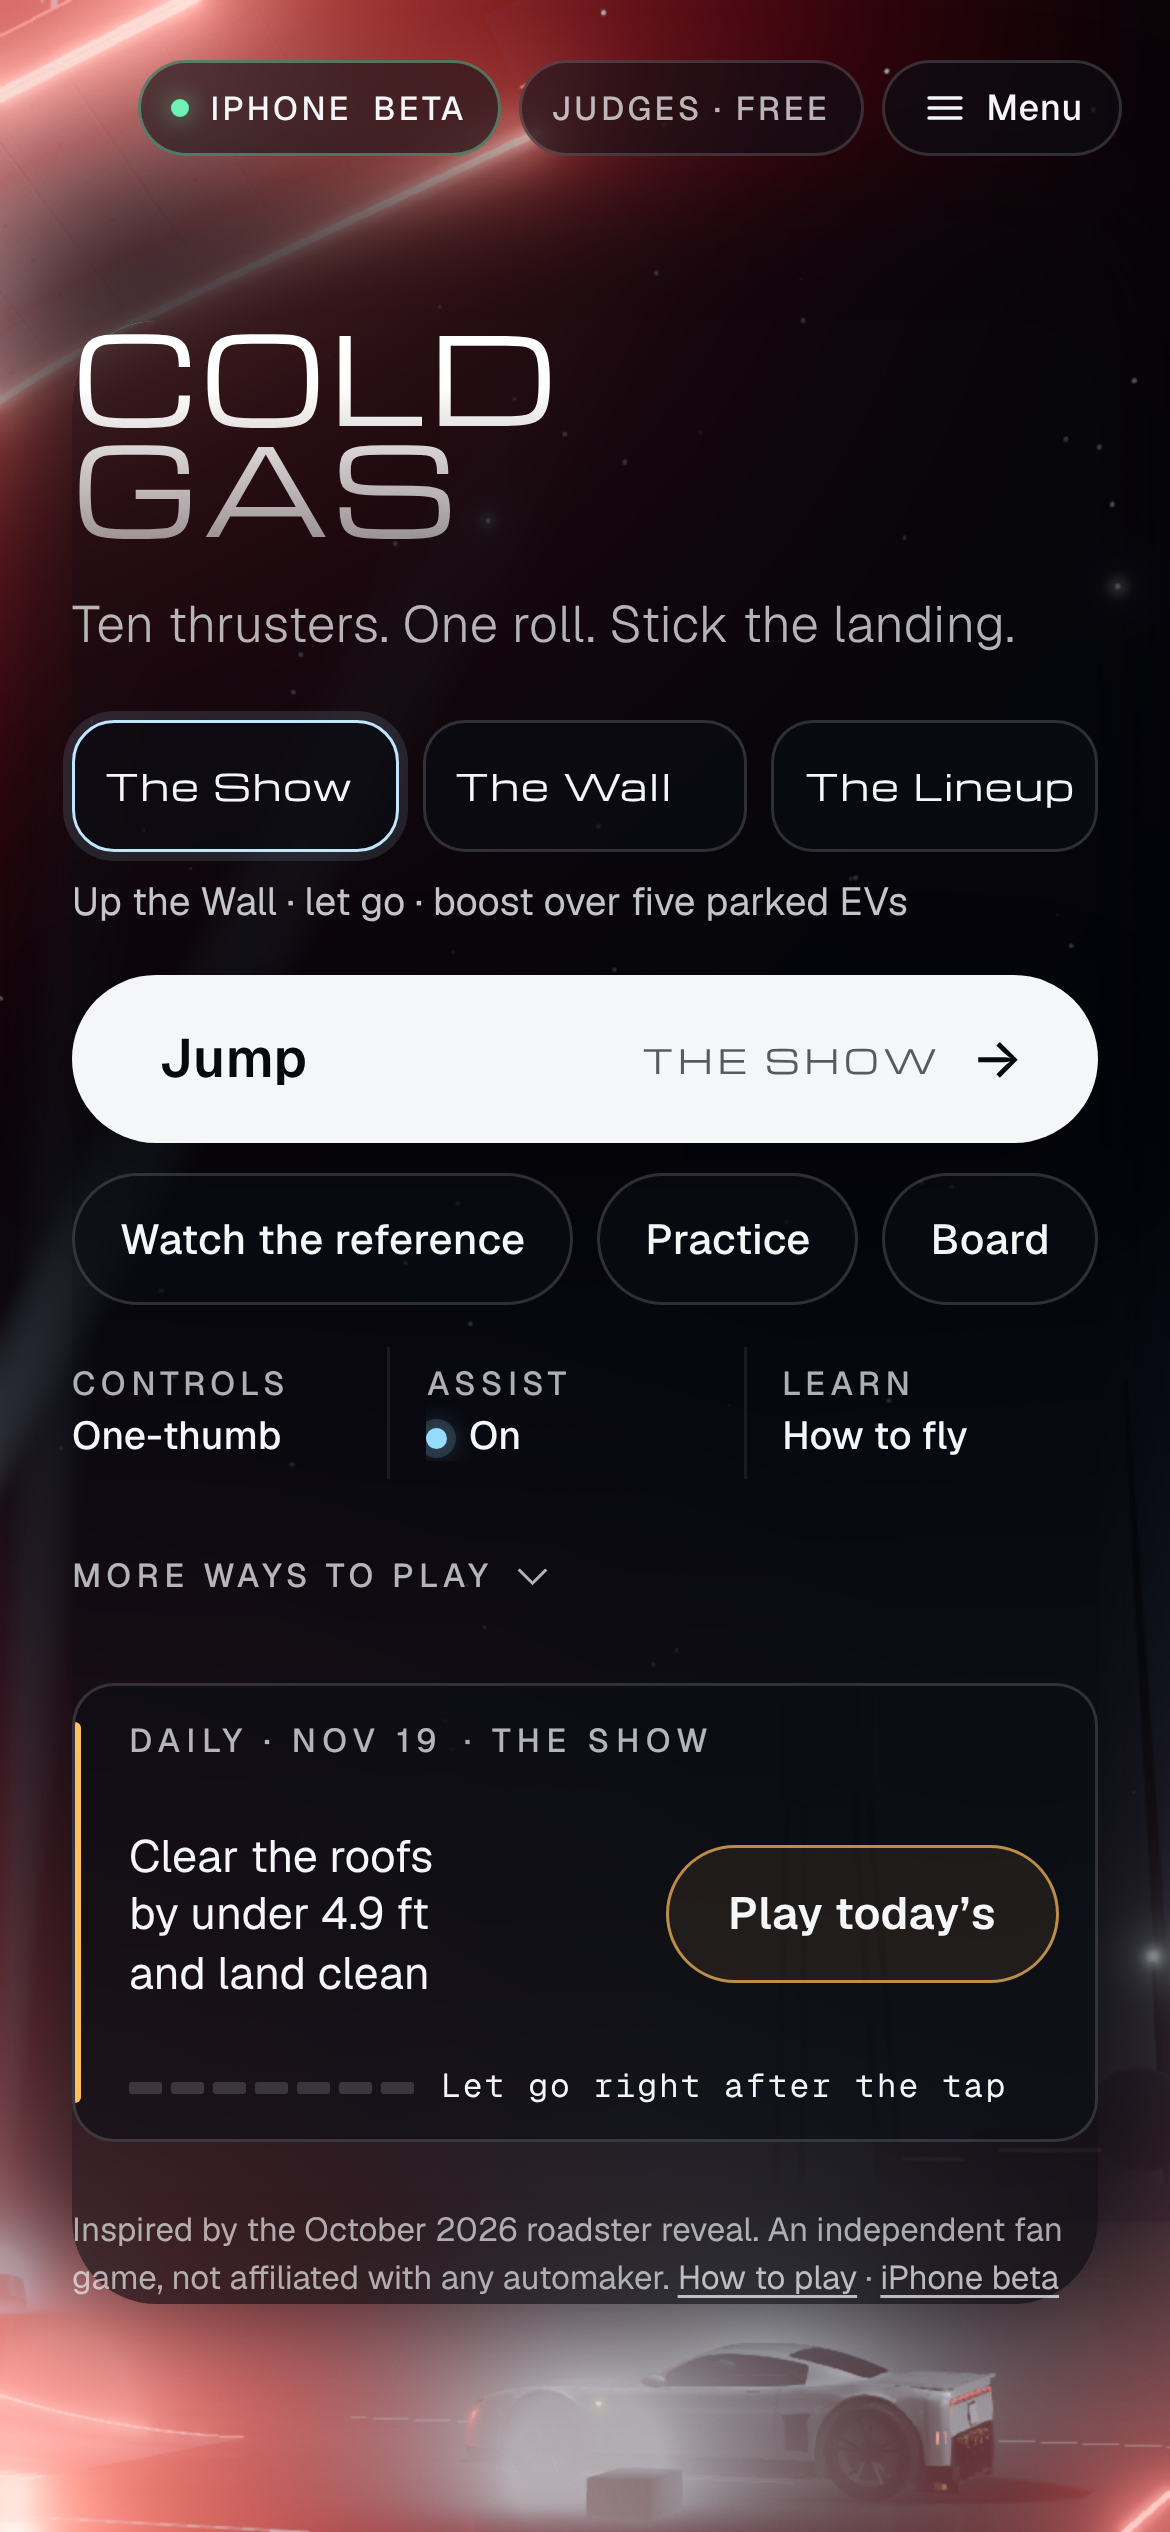 IPHONE BETA
JUDGES · FREE
Menu
COLD
GAS
Ten thrusters. One roll. Stick the landing.
The Show
The Wall
The Lineup
Up the Wall · let go · boost over five parked EVs
Jump
THE SHOW
Watch the reference
Practice
Board
CONTROLS
One-thumb
ASSIST
On
LEARN
How to fly
MORE WAYS TO PLAY
DAILY · NOV 19 · THE SHOW
Clear the roofs
by under 4.9 ft
and land clean
Play today’s
Let go right after the tap
Inspired by the October 2026 roadster reveal. An independent fan
game, not affiliated with any automaker. How to play · iPhone beta